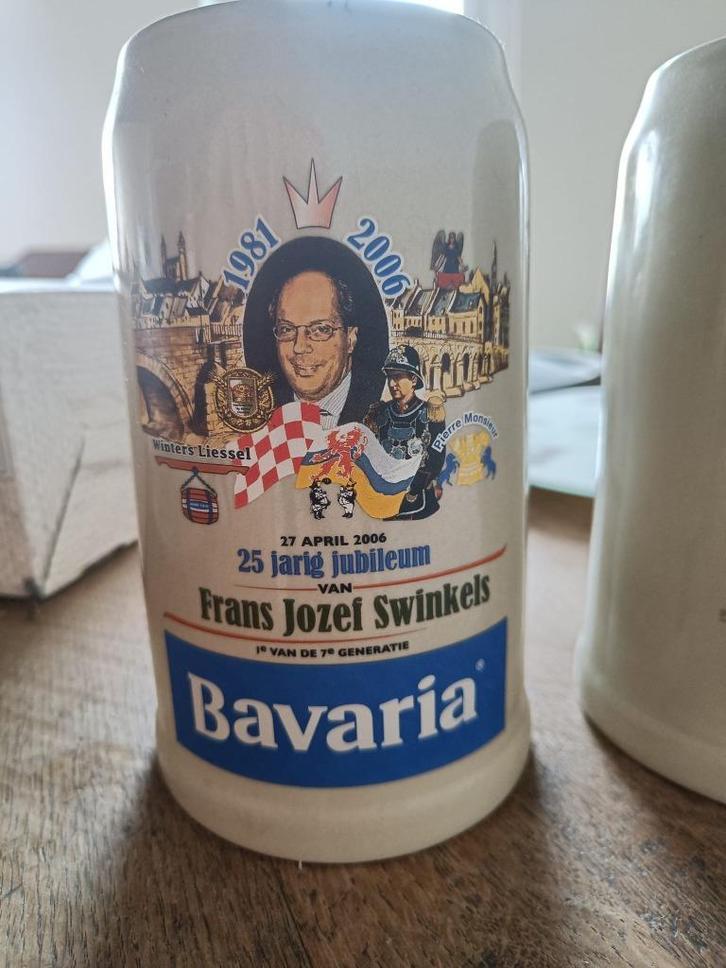 1981 2006
Winters Liessel
Pierre Monsieur
27 APRIL 2006
25 jarig jubileum
VAN
Frans Jozef Swinkels
1e VAN DE 7e GENERATIE
Bavaria®